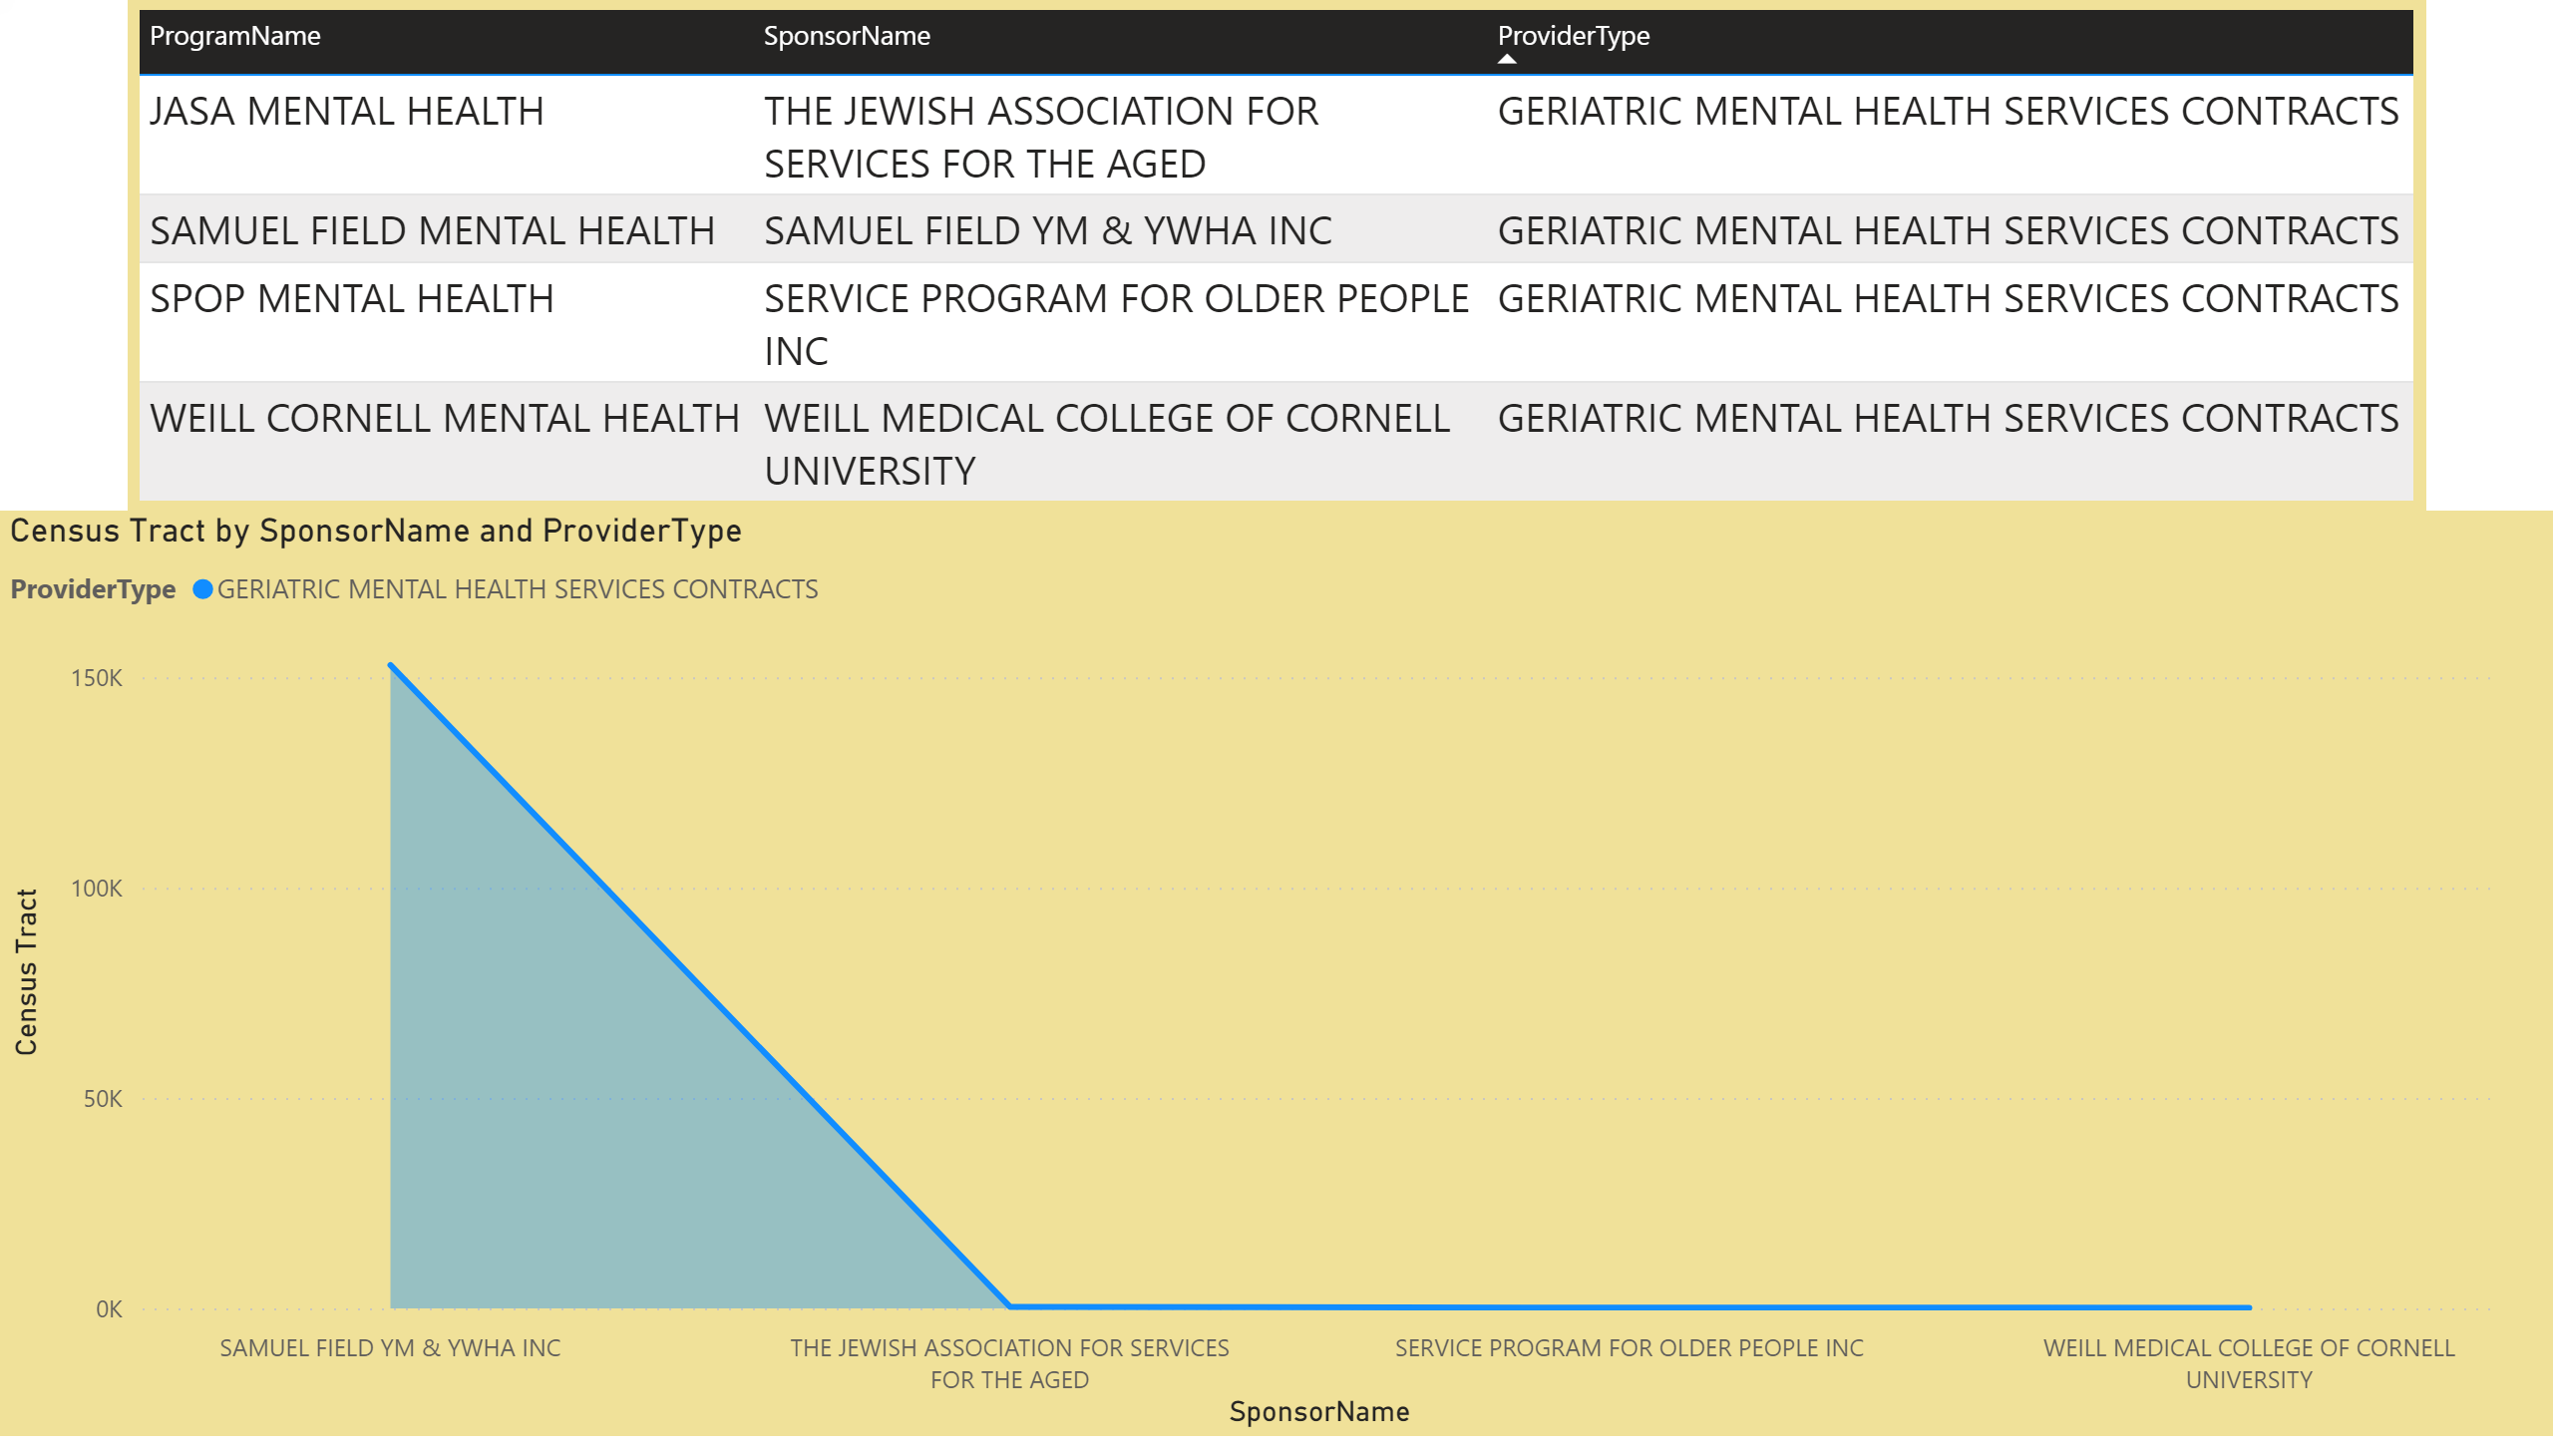 ProgramName SponsorName ProviderType
JASA MENTAL HEALTH THE JEWISH ASSOCIATION FOR GERIATRIC MENTAL HEALTH SERVICES CONTRACTS
SERVICES FOR THE AGED
SAMUEL FIELD MENTAL HEALTH SAMUEL FIELD YM & YWHA INC GERIATRIC MENTAL HEALTH SERVICES CONTRACTS
SPOP MENTAL HEALTH SERVICE PROGRAM FOR OLDER PEOPLE GERIATRIC MENTAL HEALTH SERVICES CONTRACTS
INC
WEILL CORNELL MENTAL HEALTH WEILL MEDICAL COLLEGE OF CORNELL GERIATRIC MENTAL HEALTH SERVICES CONTRACTS
UNIVERSITY
Census Tract by SponsorName and ProviderType
ProviderType GERIATRIC MENTAL HEALTH SERVICES CONTRACTS
150K
100K
50K
0K
Census Tract
SAMUEL FIELD YM & YWHA INC THE JEWISH ASSOCIATION FOR SERVICES SERVICE PROGRAM FOR OLDER PEOPLE INC WEILL MEDICAL COLLEGE OF CORNELL
FOR THE AGED UNIVERSITY
SponsorName